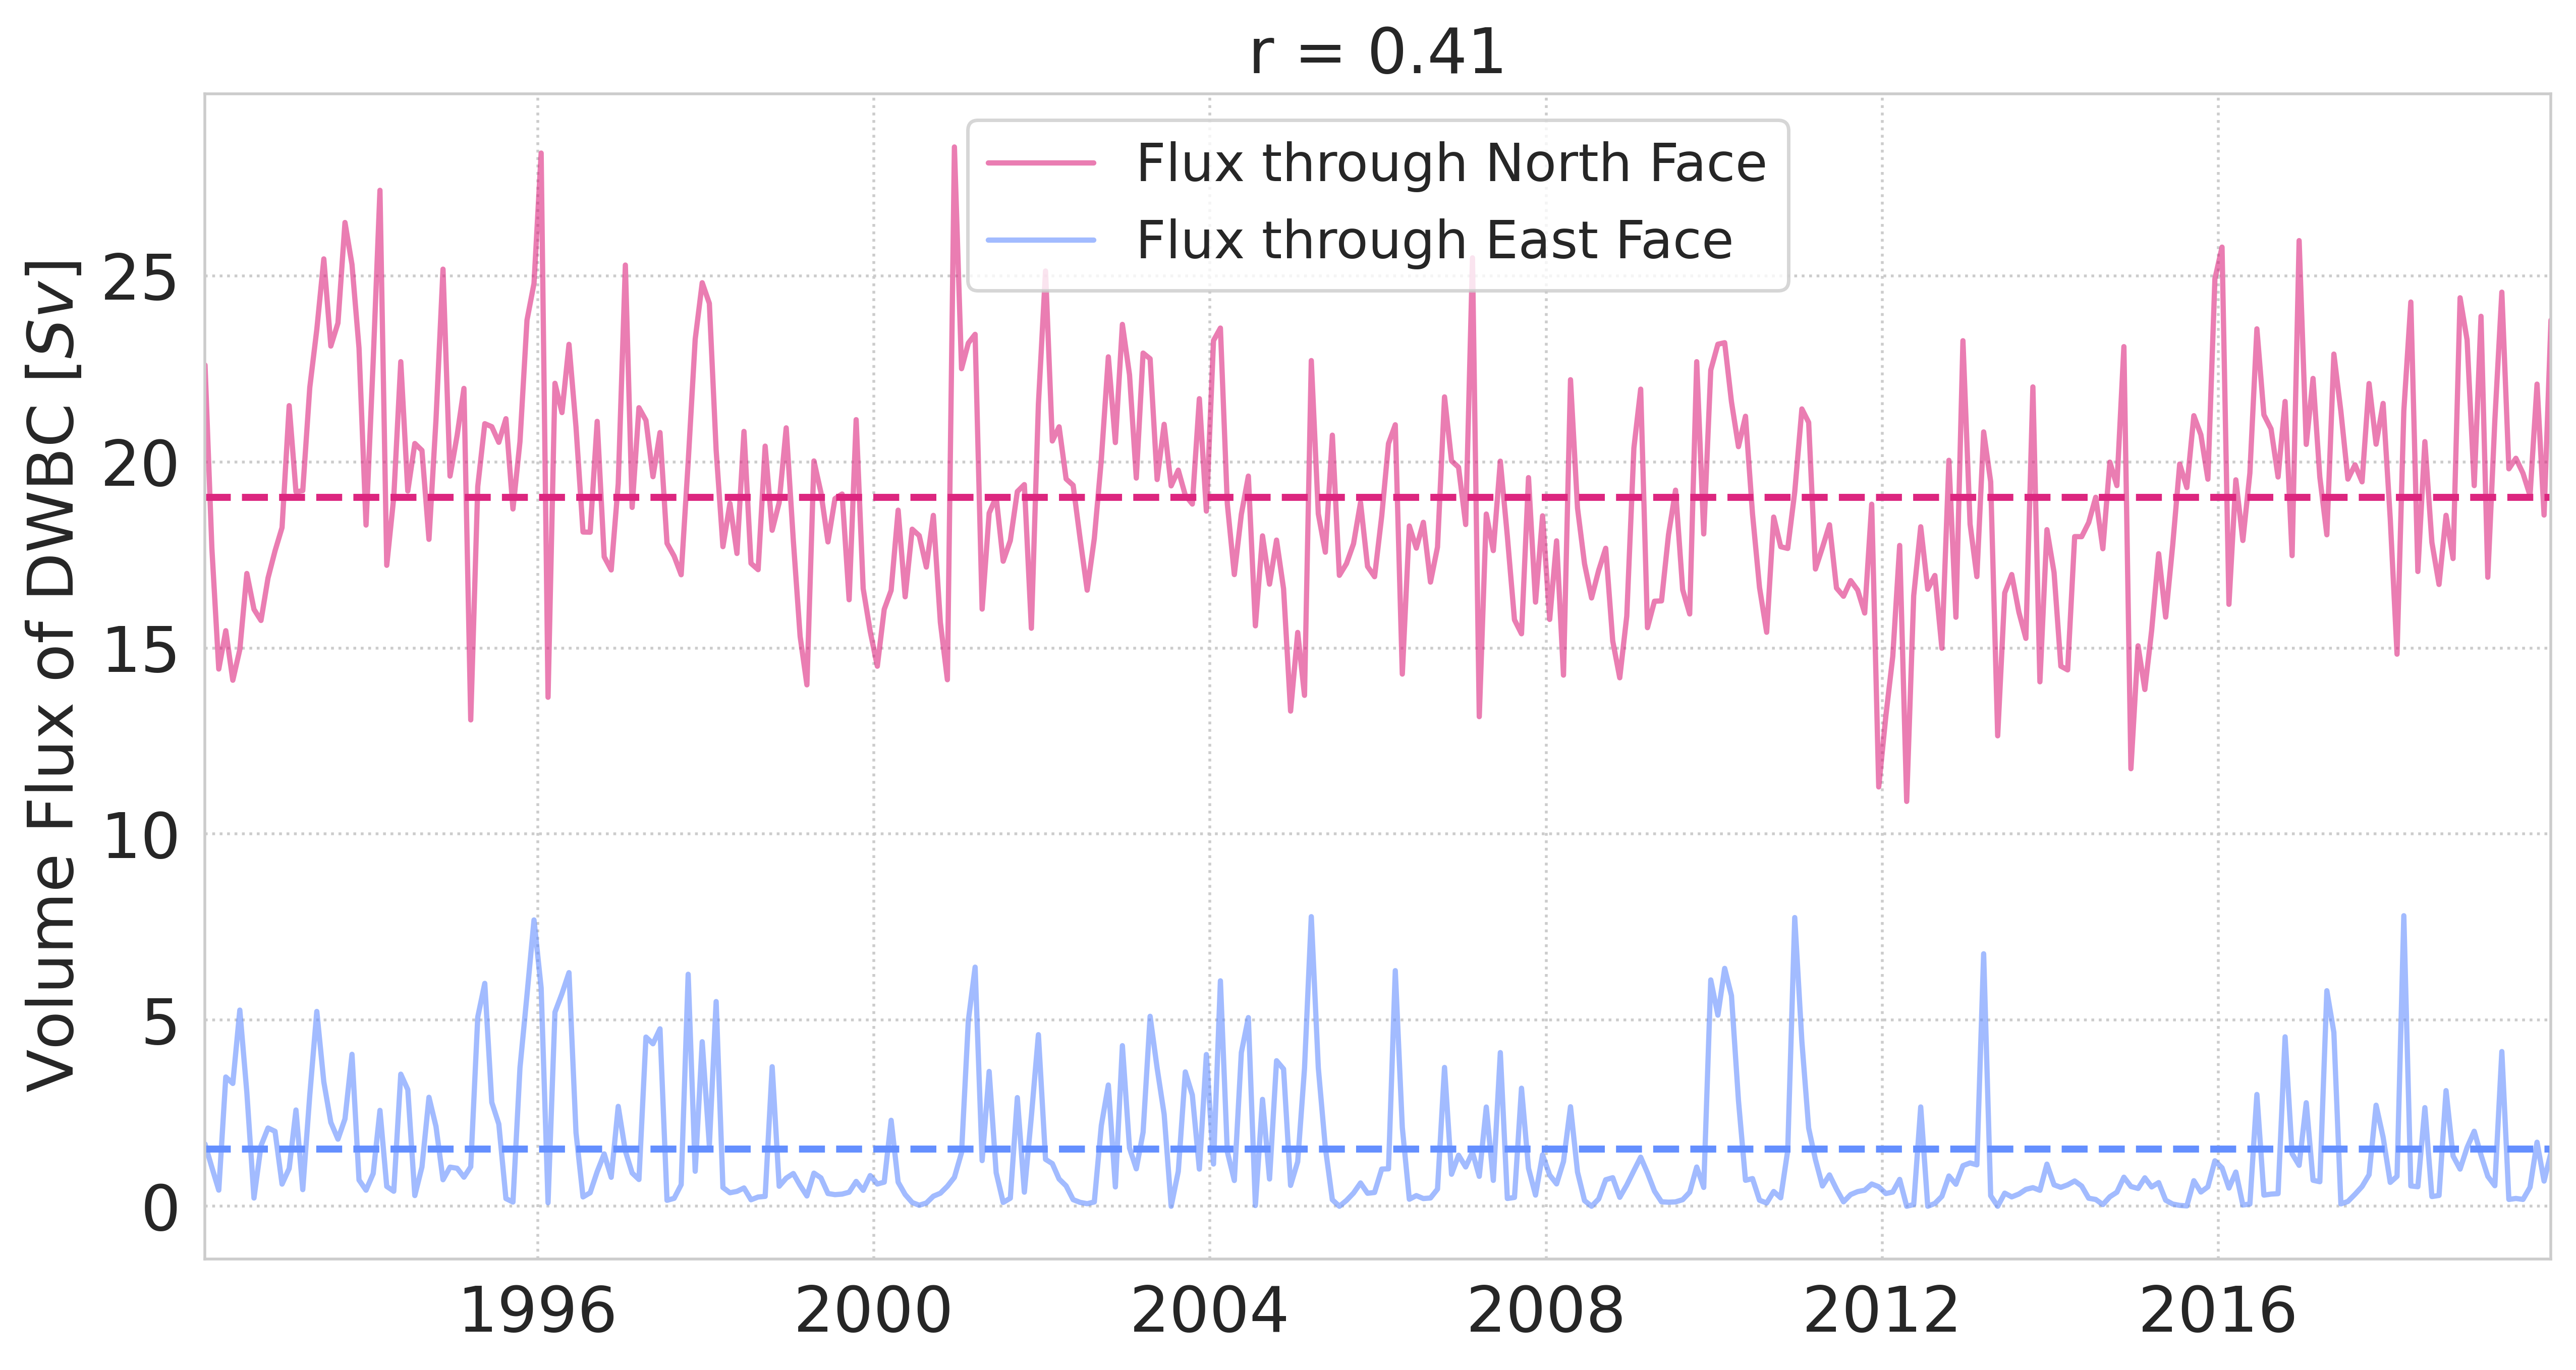 r = 0.41
Flux through North Face
Flux through East Face
Volume Flux of DWBC [Sv]
25
20
15
10
5
0
1996 2000 2004 2008 2012 2016